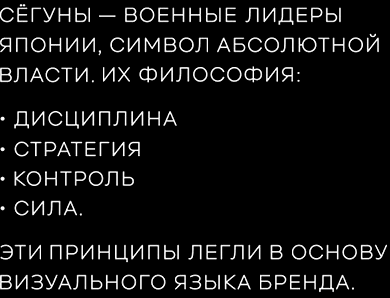 СЁГУНЫ — ВОЕННЫЕ ЛИДЕРЫ
ЯПОНИИ, СИМВОЛ АБСОЛЮТНОЙ
ВЛАСТИ. ИХ ФИЛОСОФИЯ:
• ДИСЦИПЛИНА
• СТРАТЕГИЯ
• КОНТРОЛЬ
• СИЛА.
ЭТИ ПРИНЦИПЫ ЛЕГЛИ В ОСНОВУ
ВИЗУАЛЬНОГО ЯЗЫКА БРЕНДА.